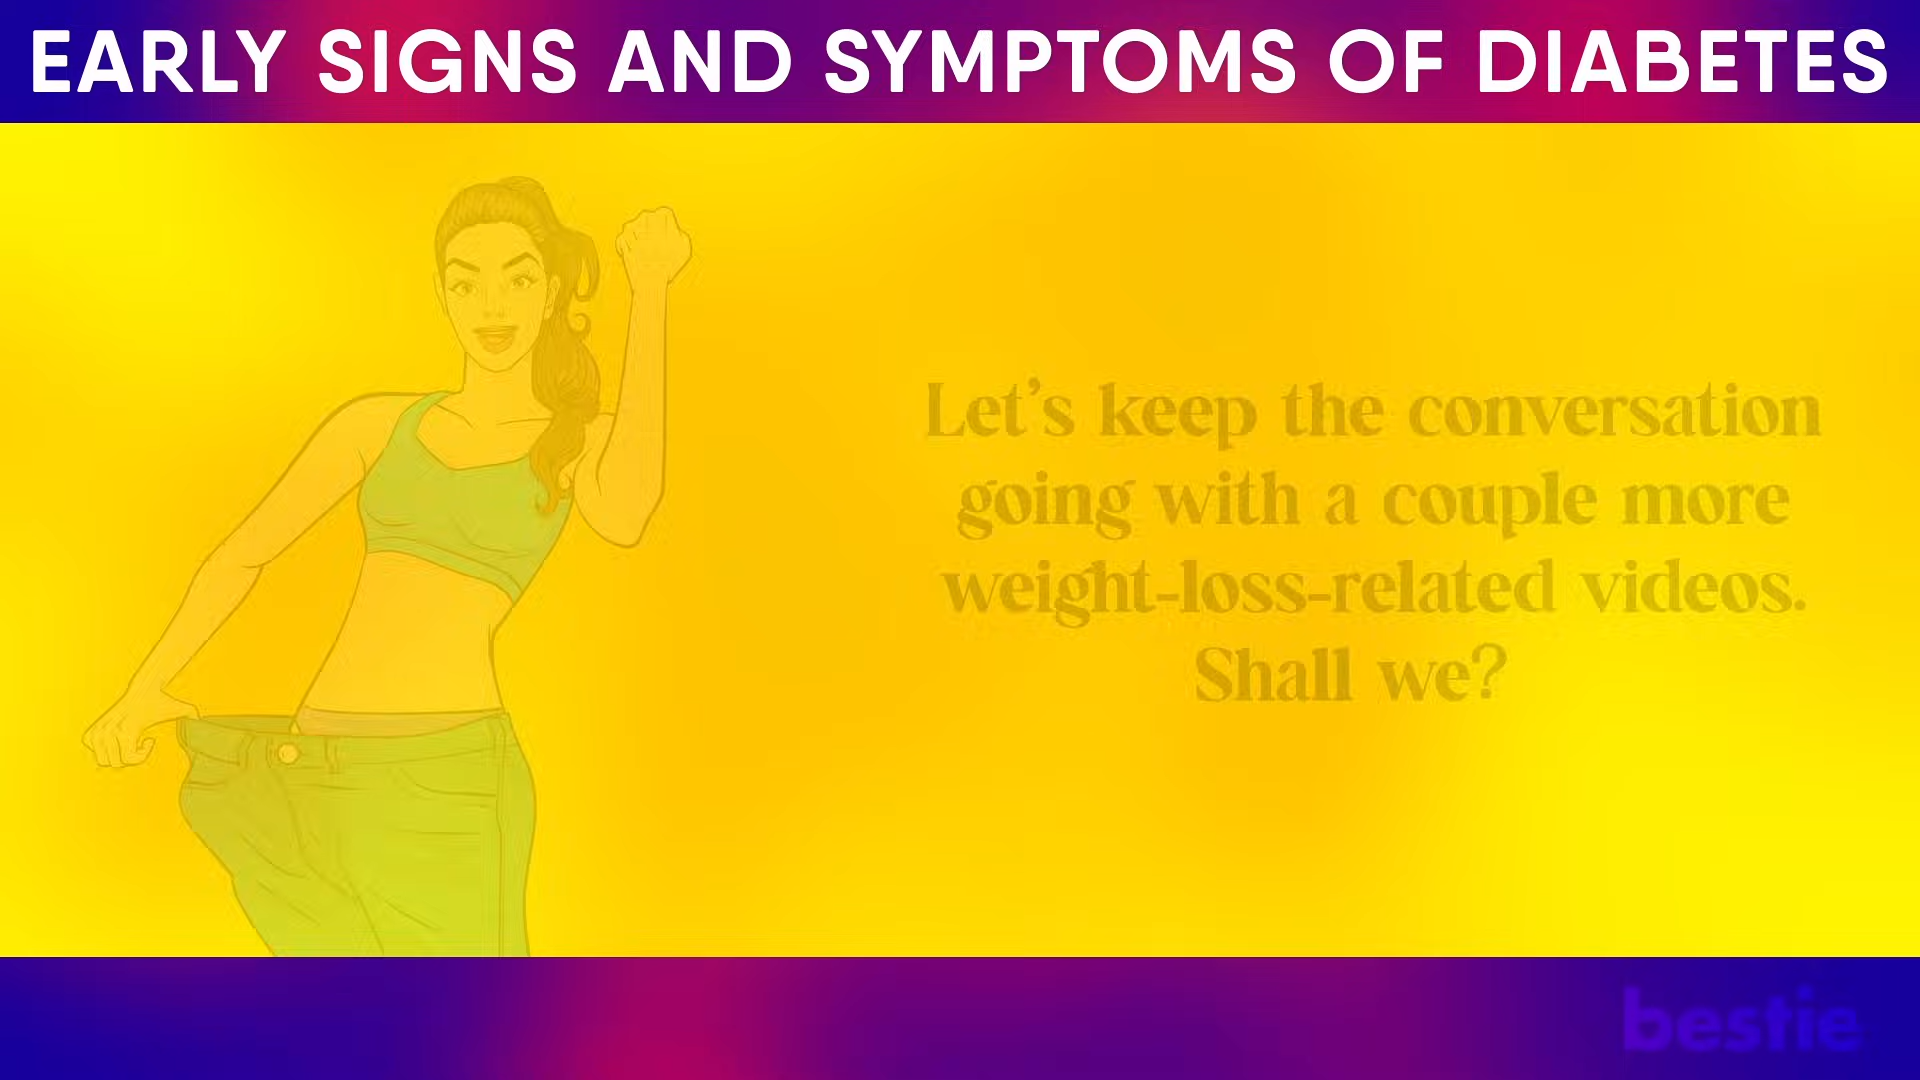 EARLY SIGNS AND SYMPTOMS OF DIABETES
Let's keep the conversation
going with a couple more
weight-loss-related videos.
Shall we?
bestie